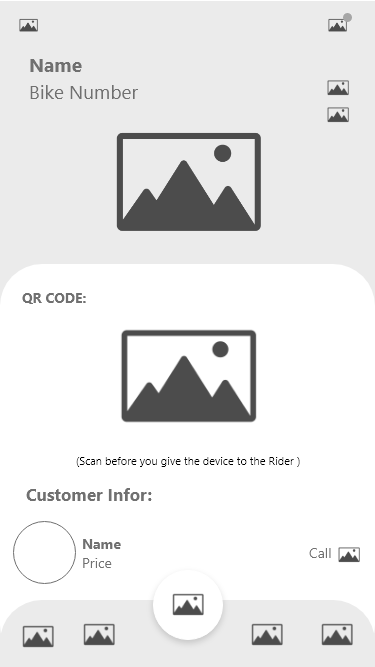 Name
Bike Number
QR CODE:
(Scan before you give the device to the Rider )
Customer Infor:
Name
Price
Call